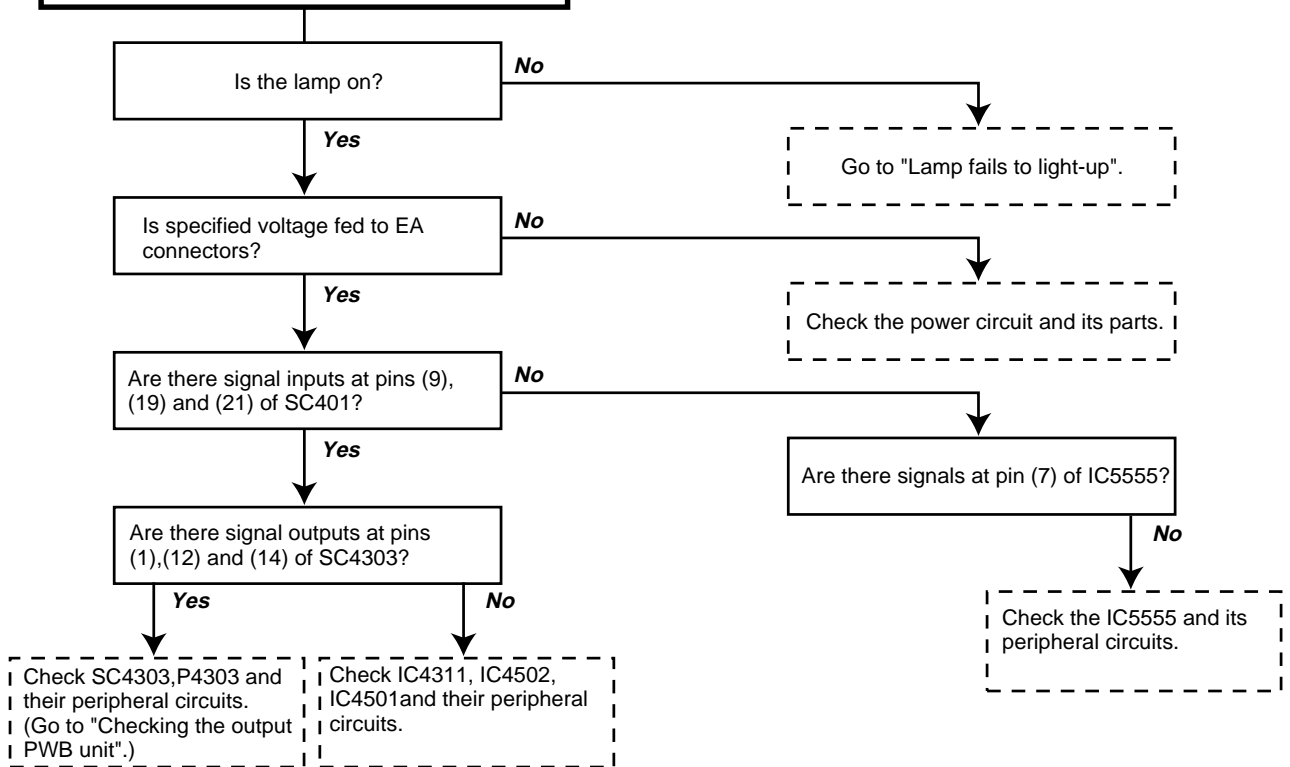 Is the lamp on?
No
Yes
Go to "Lamp fails to light-up".
Is specified voltage fed to EA
connectors?
No
Yes
Check the power circuit and its parts.
Are there signal inputs at pins (9),
(19) and (21) of SC401?
No
Yes
Are there signals at pin (7) of IC5555?
No
Are there signal outputs at pins
(1),(12) and (14) of SC4303?
Yes
No
Check the IC5555 and its
peripheral circuits.
Check SC4303,P4303 and
their peripheral circuits.
(Go to "Checking the output
PWB unit".)
Check IC4311, IC4502,
IC4501and their peripheral
circuits.